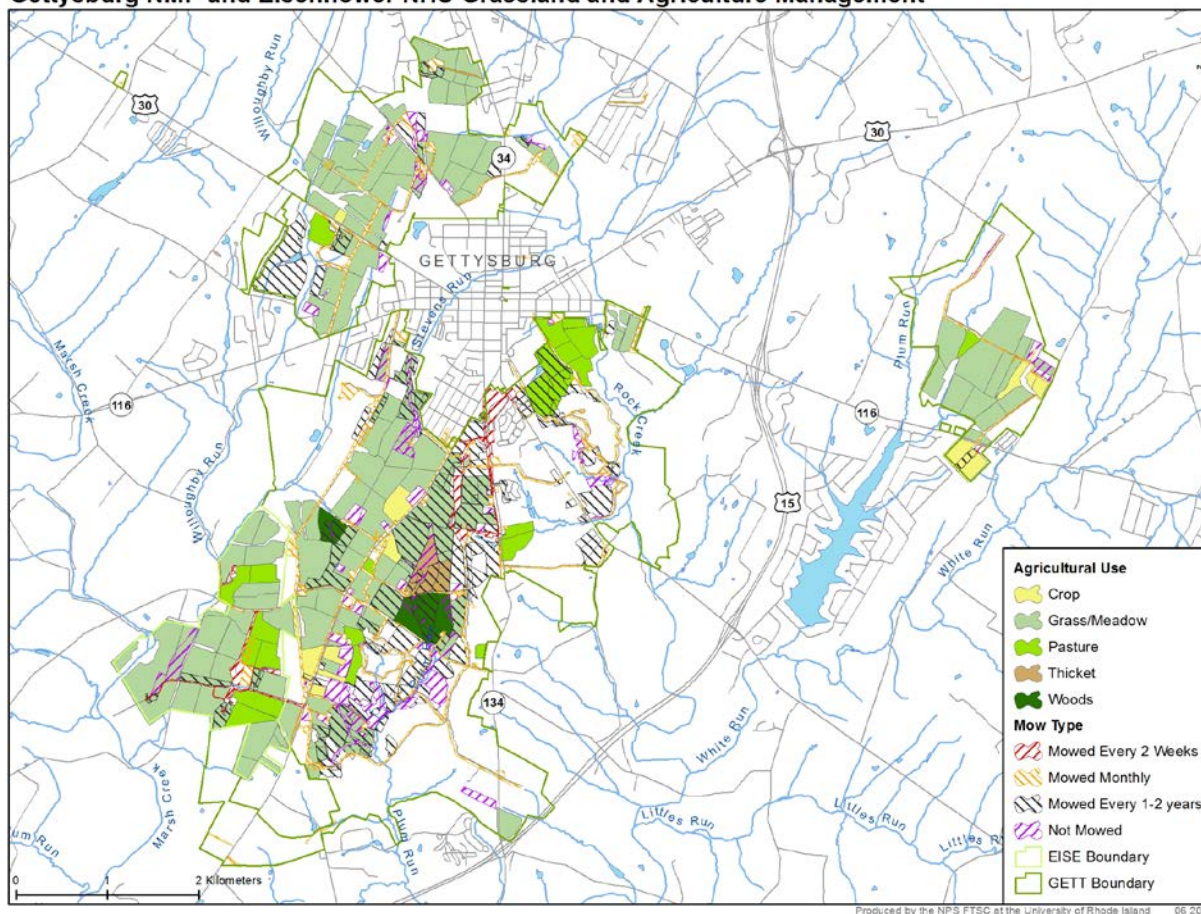 Gettysburg NMP and Eisenhower NHS Grassland and Agriculture Management
30
Willoughby Run
34
30
GETTYSBURG
Stevens Run
Marsh Creek
116
Rock Creek
Plum Run
116
Willoughby Run
15
White Run
134
White Run
Marsh Creek
Plum Run
Littles Run
Littles Run
Littles
um Run
0 1 2 Kilometers
Agricultural Use
Crop
Grass/Meadow
Pasture
Thicket
Woods
Mow Type
Mowed Every 2 Weeks
Mowed Monthly
Mowed Every 1-2 years
Not Mowed
EISE Boundary
GETT Boundary
Produced by the NPS FTSC at the University of Rhode Island 06.20